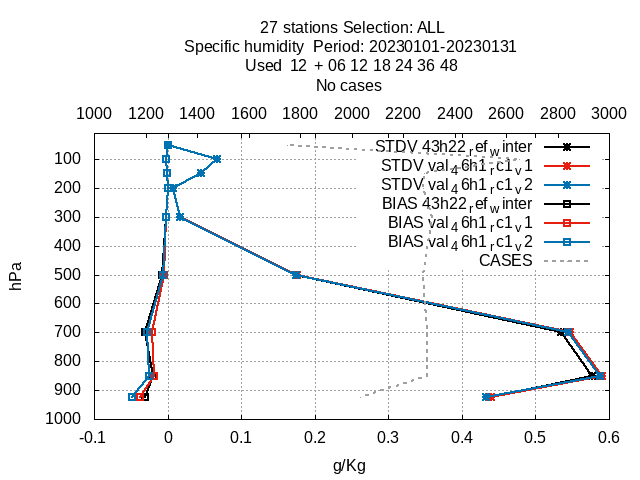 27 stations Selection: ALL
Specific humidity  Period: 20230101-20230131
Used  12  + 06 12 18 24 36 48
No cases
1000 1200 1400 1600 1800 2000 2200 2400 2600 2800 3000
STDV 43h22refwinter
STDV val46h1rc1v1
STDV val46h1rc1v2
BIAS 43h22refwinter
BIAS val46h1rc1v1
BIAS val46h1rc1v2
CASES
100
200
300
400
500
600
700
800
900
1000
hPa
-0.1 0 0.1 0.2 0.3 0.4 0.5 0.6
g/Kg